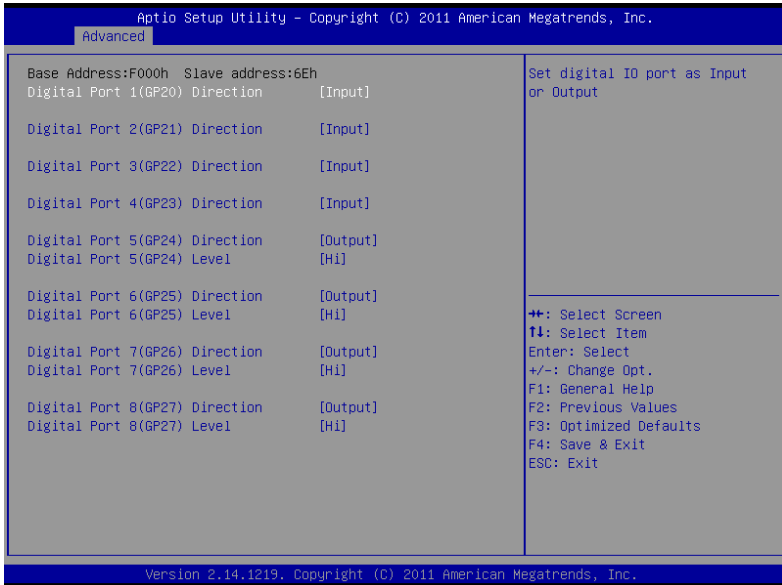 Aptio Setup Utility – Copyright (C) 2011 American Megatrends, Inc.
Advanced
Base Address:F000h Slave address:6Eh
Digital Port 1(GP20) Direction [Input]
Digital Port 2(GP21) Direction [Input]
Digital Port 3(GP22) Direction [Input]
Digital Port 4(GP23) Direction [Input]
Digital Port 5(GP24) Direction [Output]
Digital Port 5(GP24) Level [Hi]
Digital Port 6(GP25) Direction [Output]
Digital Port 6(GP25) Level [Hi]
Digital Port 7(GP26) Direction [Output]
Digital Port 7(GP26) Level [Hi]
Digital Port 8(GP27) Direction [Output]
Digital Port 8(GP27) Level [Hi]
Set digital IO port as Input
or Output
→←: Select Screen
↑↓: Select Item
Enter: Select
+/-: Change Opt.
F1: General Help
F2: Previous Values
F3: Optimized Defaults
F4: Save & Exit
ESC: Exit
Version 2.14.1219. Copyright (C) 2011 American Megatrends, Inc.